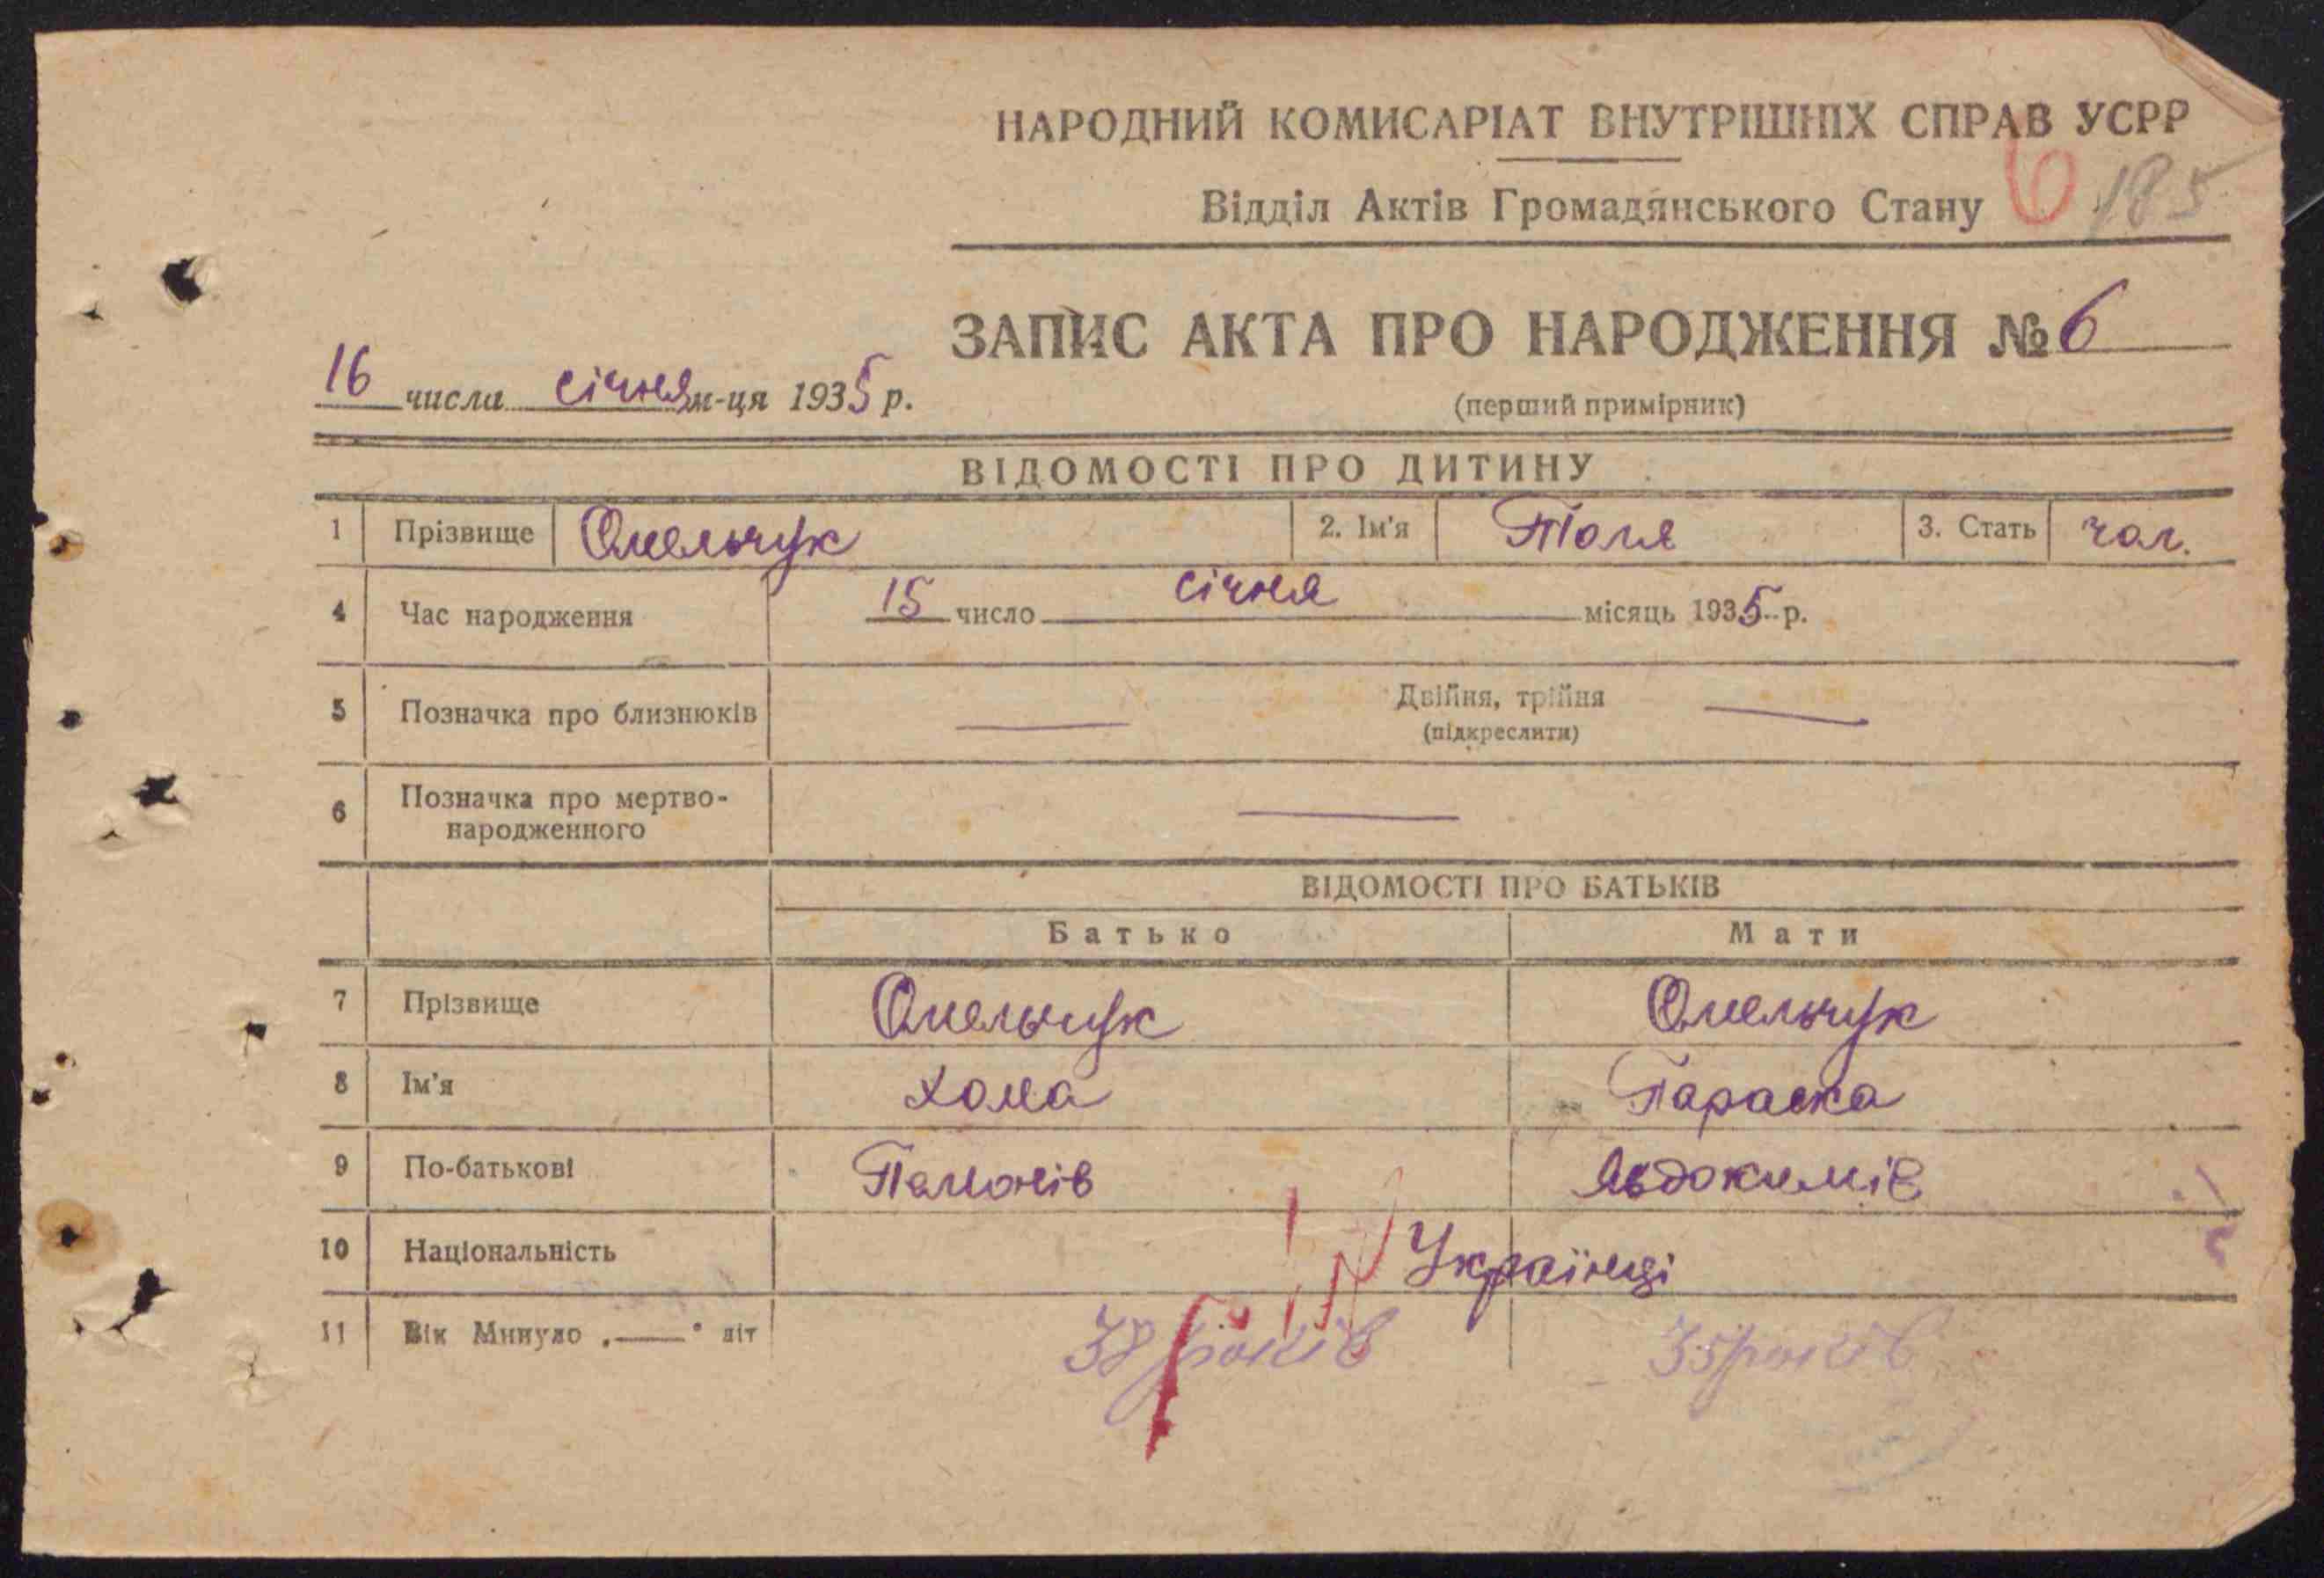 НАРОДНИЙ КОМИСАРІАТ ВНУТРІШНІХ СПРАВ УСРР
Відділ Актів Громадянського Стану 6 185
ЗАПИС АКТА ПРО НАРОДЖЕННЯ № 6
16 числа січня м-ця 1935 р.
(перший примірник)
ВІДОМОСТІ ПРО ДИТИНУ
1 Прізвище Омельчук 2. Ім'я Толя 3. Стать чол.
4 Час народження 15 число січня місяць 1935 р.
5 Позначка про близнюків — Двійня, трійня —
(підкреслити)
6 Позначка про мертво-
народженного —
ВІДОМОСТІ ПРО БАТЬКІВ
Батько Мати
7 Прізвище Омельчук Омельчук
8 Ім'я Хома Параска
9 По-батькові Явдокимів
10 Національність Українці
11 Вік Минуло „—" літ 38 років 35 років